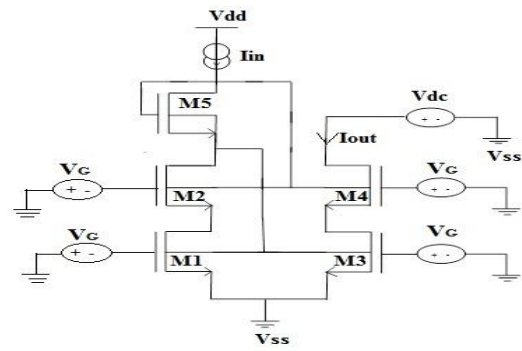 Vdd
Iin
M5
Vdc
+ -
Iout
Vss
VG
+ -
M2
M4
VG
+ -
VG
+ -
M1
M3
VG
+ -
Vss